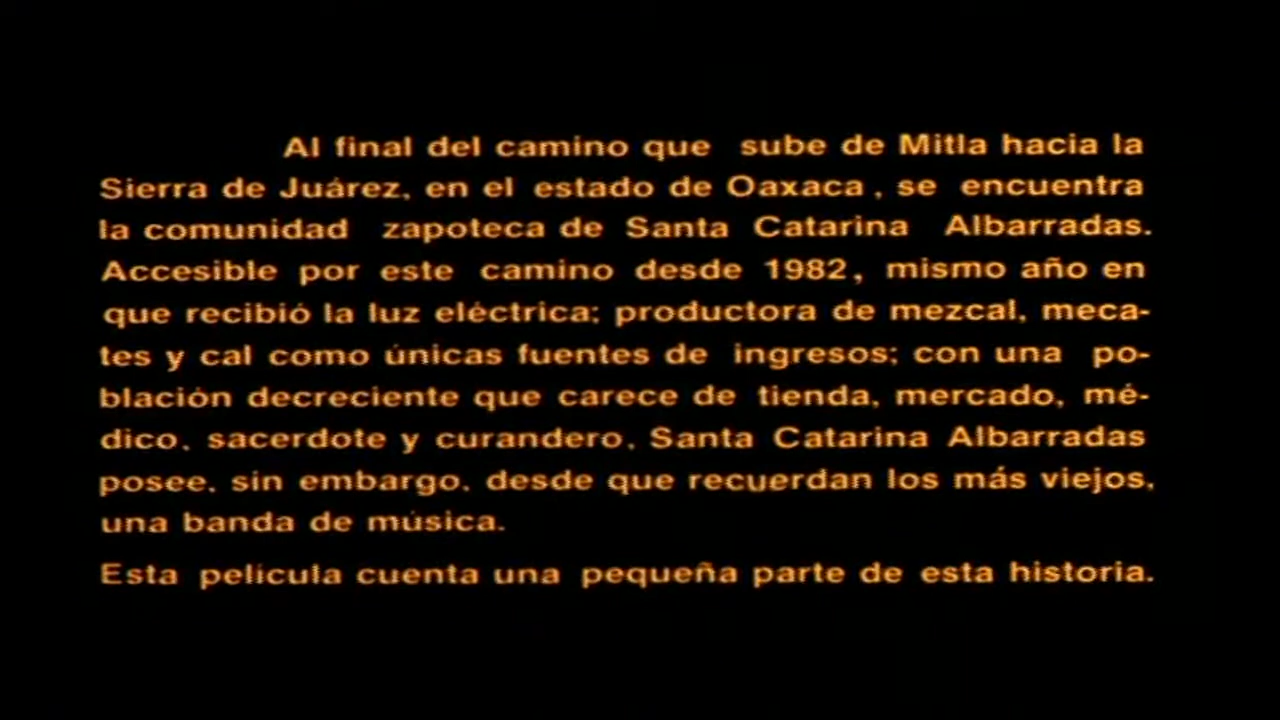 Al final del camino que sube de Mitla hacia la
Sierra de Juárez, en el estado de Oaxaca, se encuentra
la comunidad zapoteca de Santa Catarina Albarradas.
Accesible por este camino desde 1982, mismo año en
que recibió la luz eléctrica; productora de mezcal, meca-
tes y cal como únicas fuentes de ingresos; con una po-
blación decreciente que carece de tienda, mercado, mé-
dico, sacerdote y curandero, Santa Catarina Albarradas
posee, sin embargo, desde que recuerdan los más viejos,
una banda de música.
Esta película cuenta una pequeña parte de esta historia.